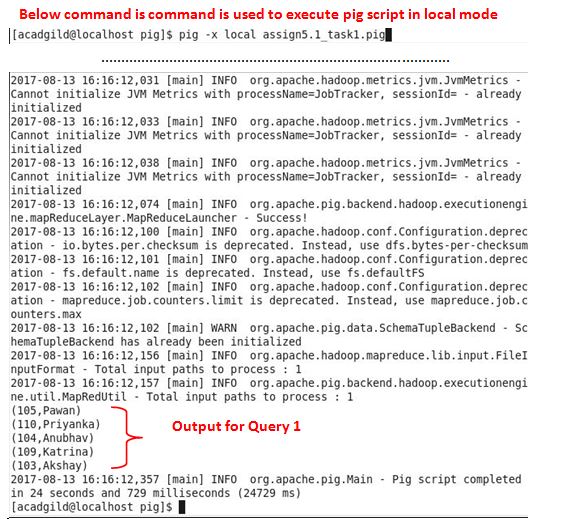 Below command is command is used to execute pig script in local mode
[acadgild@localhost pig]$ pig -x local assign5.1_task1.pig
2017-08-13 16:16:12,031 [main] INFO  org.apache.hadoop.metrics.jvm.JvmMetrics -
Cannot initialize JVM Metrics with processName=JobTracker, sessionId= - already
initialized
2017-08-13 16:16:12,033 [main] INFO  org.apache.hadoop.metrics.jvm.JvmMetrics -
Cannot initialize JVM Metrics with processName=JobTracker, sessionId= - already
initialized
2017-08-13 16:16:12,038 [main] INFO  org.apache.hadoop.metrics.jvm.JvmMetrics -
Cannot initialize JVM Metrics with processName=JobTracker, sessionId= - already
initialized
2017-08-13 16:16:12,074 [main] INFO  org.apache.pig.backend.hadoop.executionengi
ne.mapReduceLayer.MapReduceLauncher - Success!
2017-08-13 16:16:12,100 [main] INFO  org.apache.hadoop.conf.Configuration.deprec
ation - io.bytes.per.checksum is deprecated. Instead, use dfs.bytes-per-checksum
2017-08-13 16:16:12,101 [main] INFO  org.apache.hadoop.conf.Configuration.deprec
ation - fs.default.name is deprecated. Instead, use fs.defaultFS
2017-08-13 16:16:12,102 [main] INFO  org.apache.hadoop.conf.Configuration.deprec
ation - mapreduce.job.counters.limit is deprecated. Instead, use mapreduce.job.c
ounters.max
2017-08-13 16:16:12,102 [main] WARN  org.apache.pig.data.SchemaTupleBackend - Sc
hemaTupleBackend has already been initialized
2017-08-13 16:16:12,156 [main] INFO  org.apache.hadoop.mapreduce.lib.input.FileI
nputFormat - Total input paths to process : 1
2017-08-13 16:16:12,157 [main] INFO  org.apache.pig.backend.hadoop.executionengi
ne.util.MapRedUtil - Total input paths to process : 1
(105,Pawan)
(110,Priyanka)
(104,Anubhav)
(109,Katrina)
(103,Akshay)
Output for Query 1
2017-08-13 16:16:12,357 [main] INFO  org.apache.pig.Main - Pig script completed
in 24 seconds and 729 milliseconds (24729 ms)
[acadgild@localhost pig]$